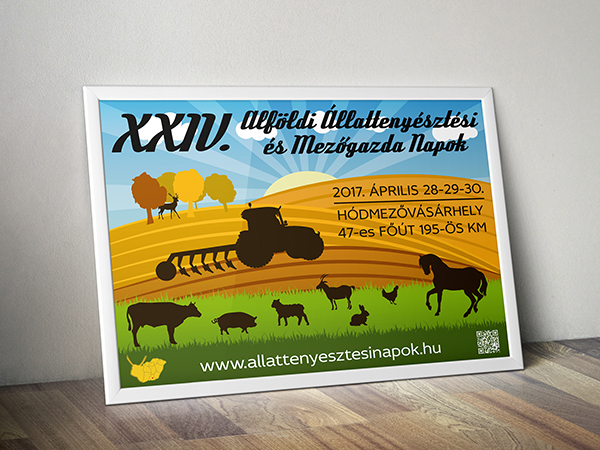 XXIV. Alföldi Állattenyésztési
és Mezőgazda Napok
2017. ÁPRILIS 28-29-30.
HÓDMEZŐVÁSÁRHELY
47-es FŐÚT 195-ÖS KM
www.allattenyesztesinapok.hu